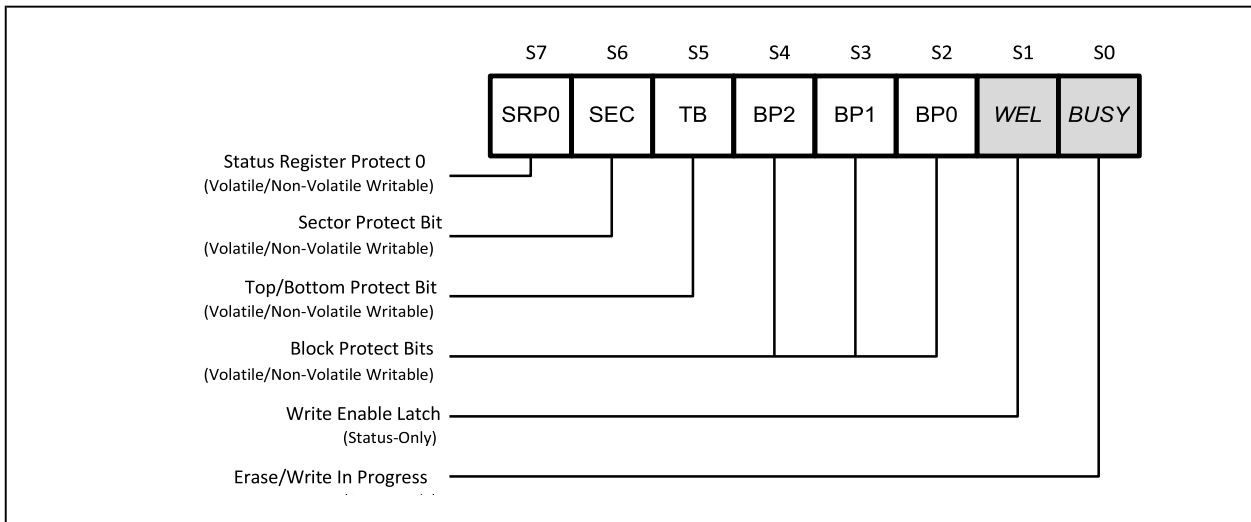 S7 S6 S5 S4 S3 S2 S1 S0
SRP0 SEC TB BP2 BP1 BP0 WEL BUSY
Status Register Protect 0
(Volatile/Non-Volatile Writable)
Sector Protect Bit
(Volatile/Non-Volatile Writable)
Top/Bottom Protect Bit
(Volatile/Non-Volatile Writable)
Block Protect Bits
(Volatile/Non-Volatile Writable)
Write Enable Latch
(Status-Only)
Erase/Write In Progress